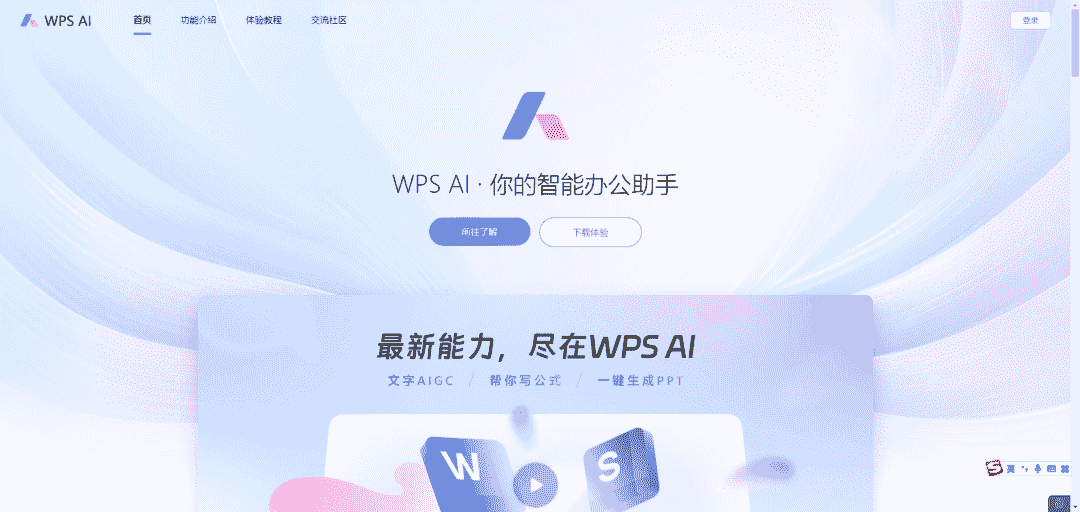 WPS AI 首页 功能介绍 体验教程 交流社区 登录
WPS AI · 你的智能办公助手
前往了解 下载体验
最新能力，尽在WPS AI
文字AIGC / 帮你写公式 / 一键生成PPT
W S
S 英